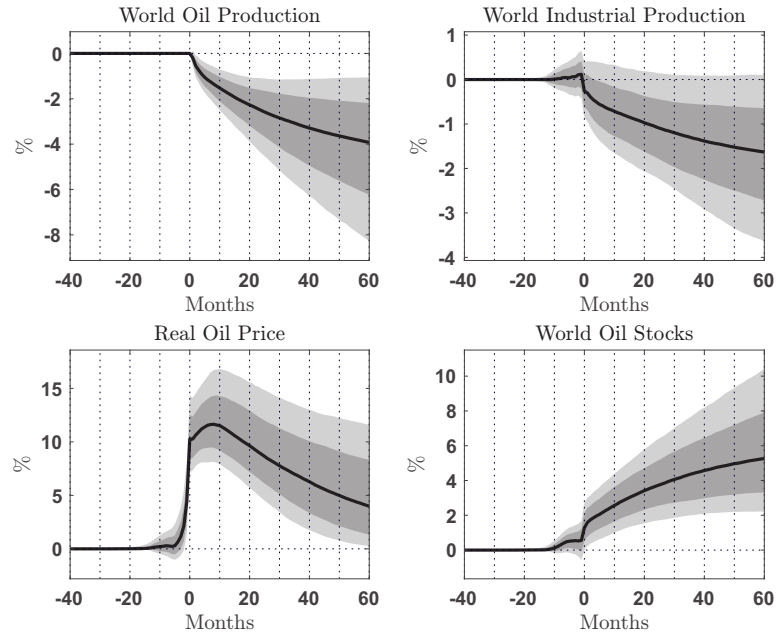 World Oil Production
World Industrial Production
0
-2
-4
-6
-8
%
-40 -20 0 20 40 60
Months
1
0
-1
-2
-3
-4
%
-40 -20 0 20 40 60
Months
Real Oil Price
World Oil Stocks
15
10
5
0
%
-40 -20 0 20 40 60
Months
10
8
6
4
2
0
%
-40 -20 0 20 40 60
Months